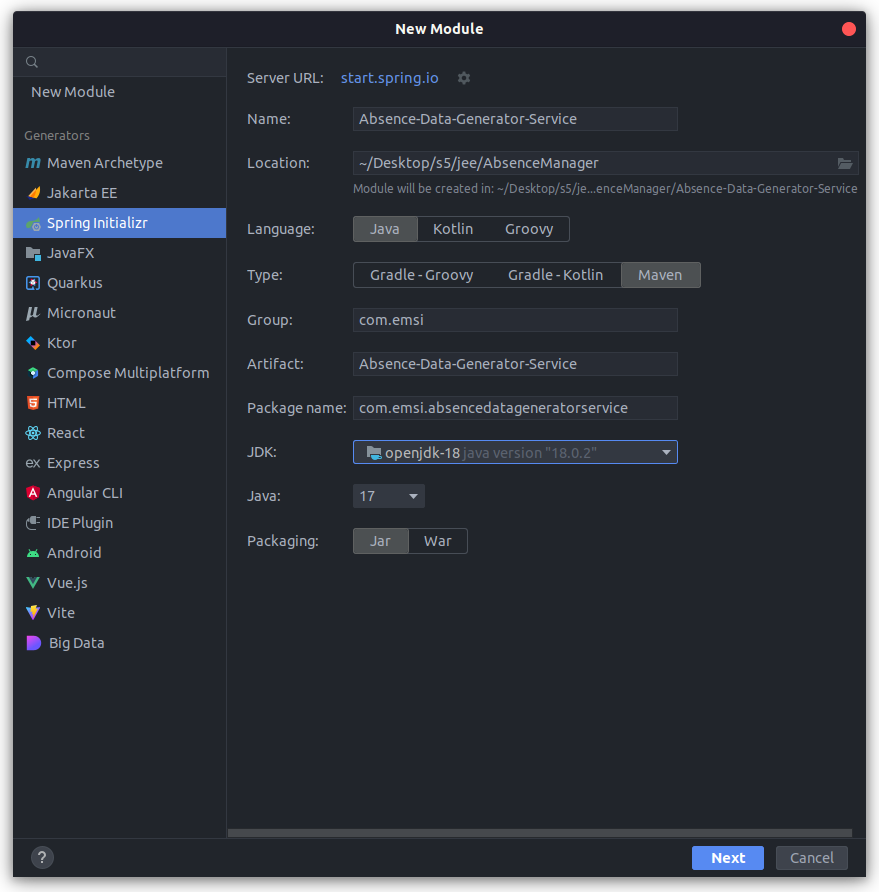 New Module
New Module
Generators
m Maven Archetype
Jakarta EE
Spring Initializr
JavaFX
Quarkus
μ Micronaut
Ktor
Compose Multiplatform
HTML
React
ex Express
Angular CLI
IDE Plugin
Android
Vue.js
Vite
Big Data
Server URL: start.spring.io
Name: Absence-Data-Generator-Service
Location: ~/Desktop/s5/jee/AbsenceManager
Module will be created in: ~/Desktop/s5/je...enceManager/Absence-Data-Generator-Service
Language: Java Kotlin Groovy
Type: Gradle - Groovy Gradle - Kotlin Maven
Group: com.emsi
Artifact: Absence-Data-Generator-Service
Package name: com.emsi.absencedatageneratorservice
JDK: openjdk-18 java version "18.0.2"
Java: 17
Packaging: Jar War
? Next Cancel